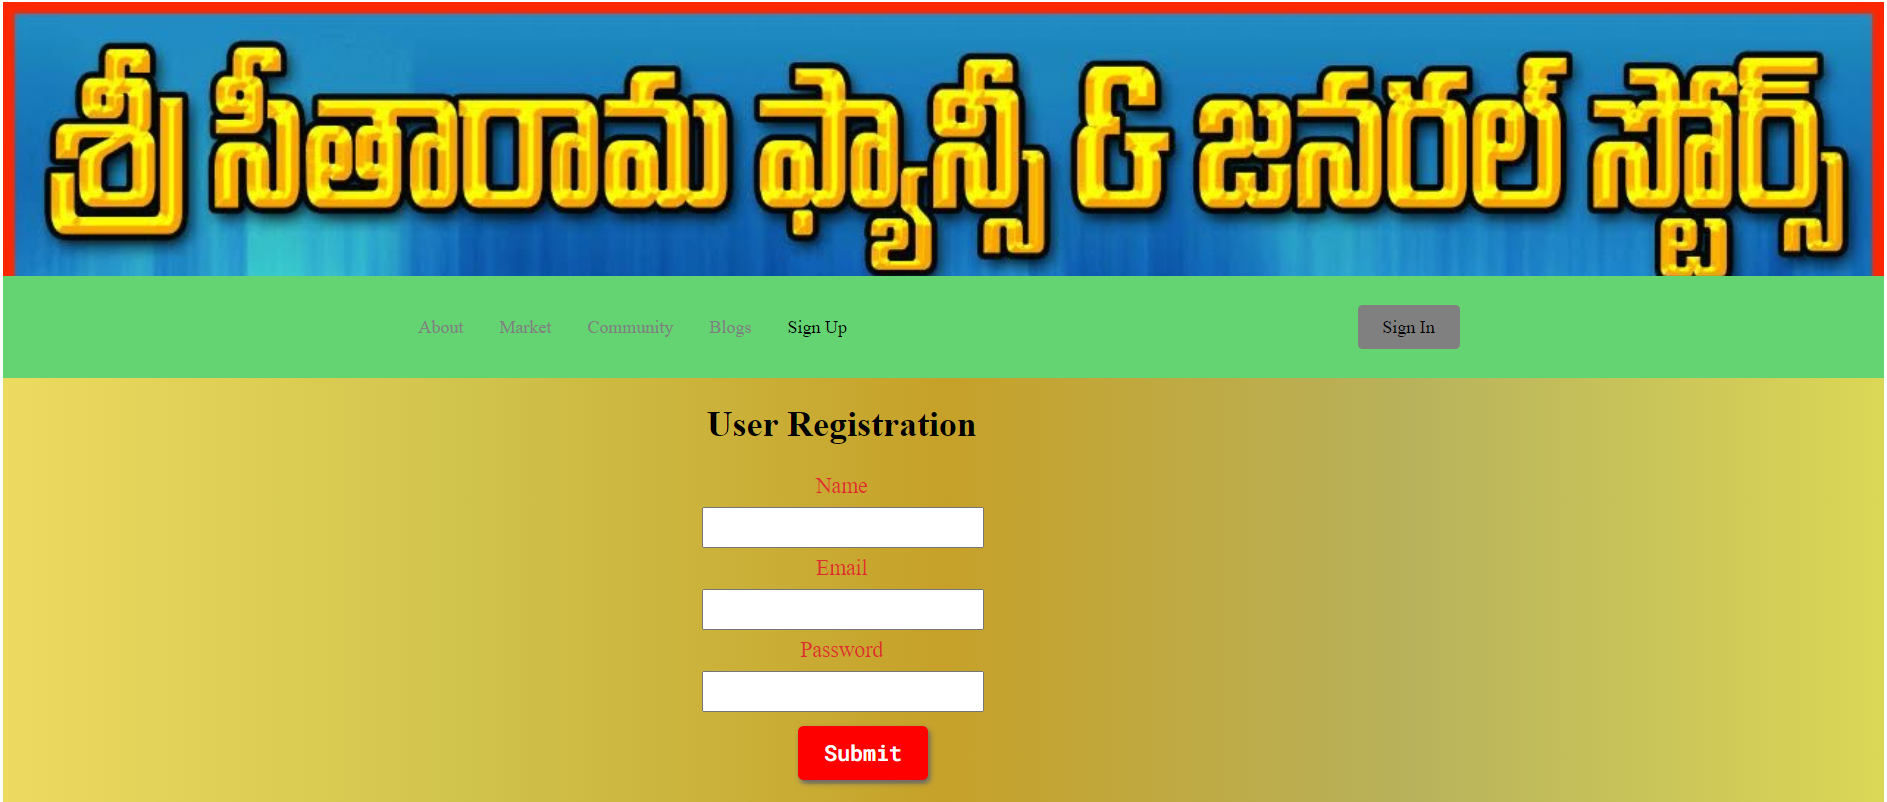 శ్రీ సీతారామ ఫ్యాన్సీ & జనరల్ స్టోర్స్
About Market Community Blogs Sign Up Sign In
User Registration
Name
Email
Password
Submit